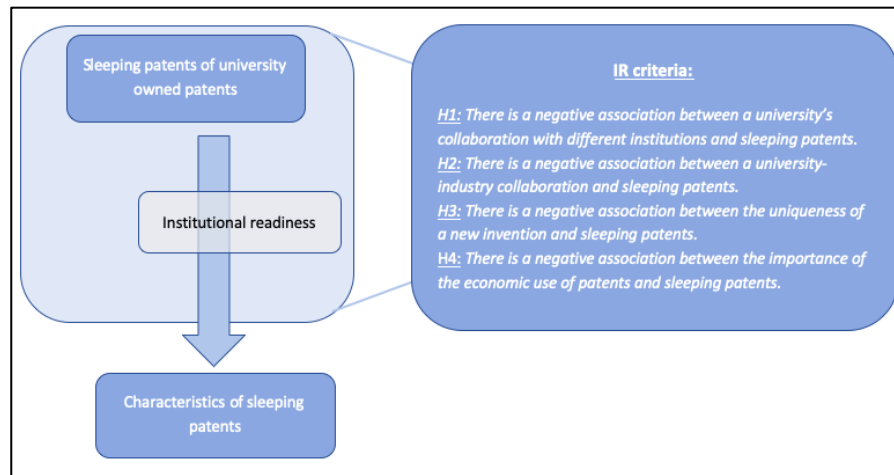 Sleeping patents of university
owned patents
Institutional readiness
Characteristics of sleeping
patents
IR criteria:
H1: There is a negative association between a university's
collaboration with different institutions and sleeping patents.
H2: There is a negative association between a university-
industry collaboration and sleeping patents.
H3: There is a negative association between the uniqueness of
a new invention and sleeping patents.
H4: There is a negative association between the importance of
the economic use of patents and sleeping patents.